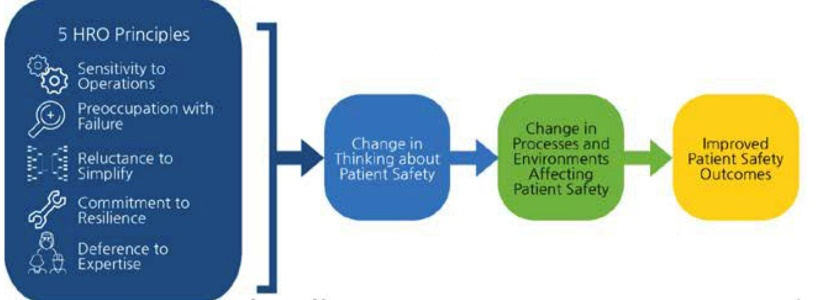 5 HRO Principles
Sensitivity to
Operations
Preoccupation with
Failure
Reluctance to
Simplify
Commitment to
Resilience
Deference to
Expertise
Change in
Thinking about
Patient Safety
Change in
Processes and
Environments
Affecting
Patient Safety
Improved
Patient Safety
Outcomes